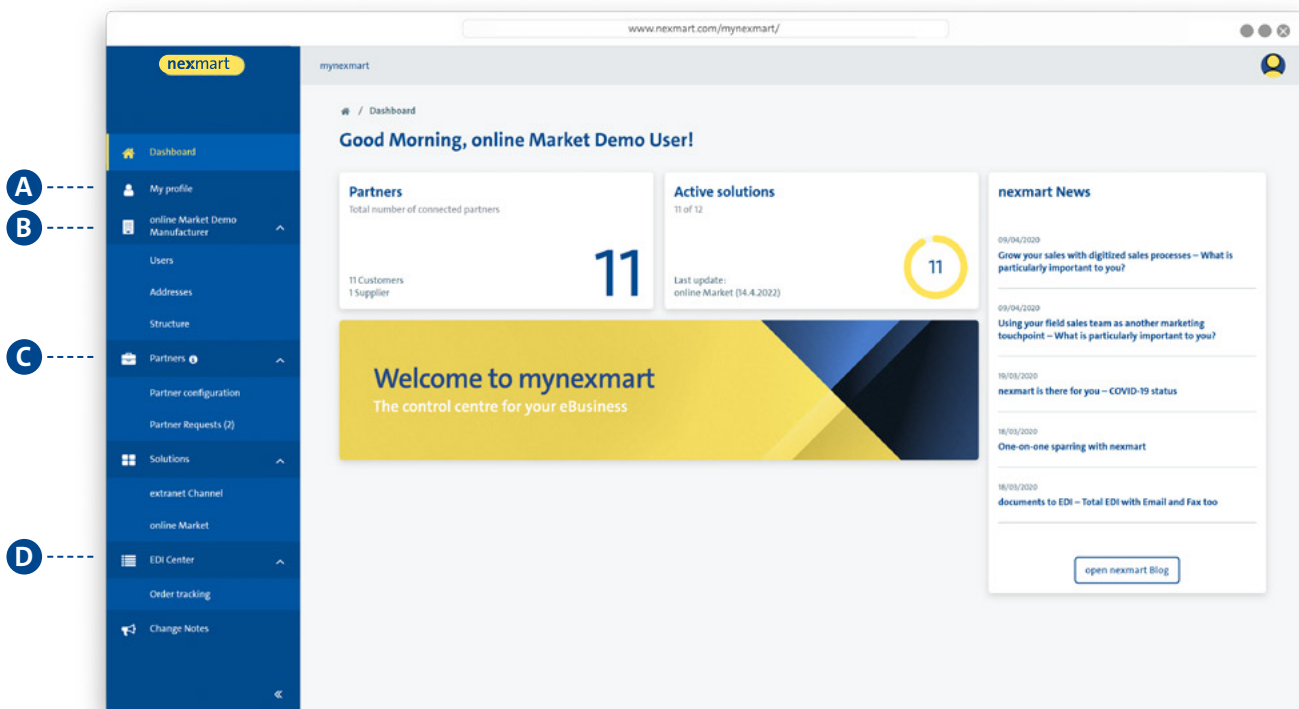 www.nexmart.com/mynexmart/
nexmart
mynexmart
/ Dashboard
Good Morning, online Market Demo User!
Dashboard
A
My profile
B
online Market Demo
Manufacturer
Users
Addresses
Structure
C
Partners
Partner configuration
Partner Requests (2)
Solutions
extranet Channel
online Market
D
EDI Center
Order tracking
Change Notes
Partners
Total number of connected partners
11
11 Customers
1 Supplier
Active solutions
11 of 12
11
Last update:
online Market (14.4.2022)
Welcome to mynexmart
The control centre for your eBusiness
nexmart News
09/04/2020
Grow your sales with digitized sales processes – What is
particularly important to you?
09/04/2020
Using your field sales team as another marketing
touchpoint – What is particularly important to you?
19/03/2020
nexmart is there for you – COVID-19 status
18/03/2020
One-on-one sparring with nexmart
18/03/2020
documents to EDI – Total EDI with Email and Fax too
open nexmart Blog